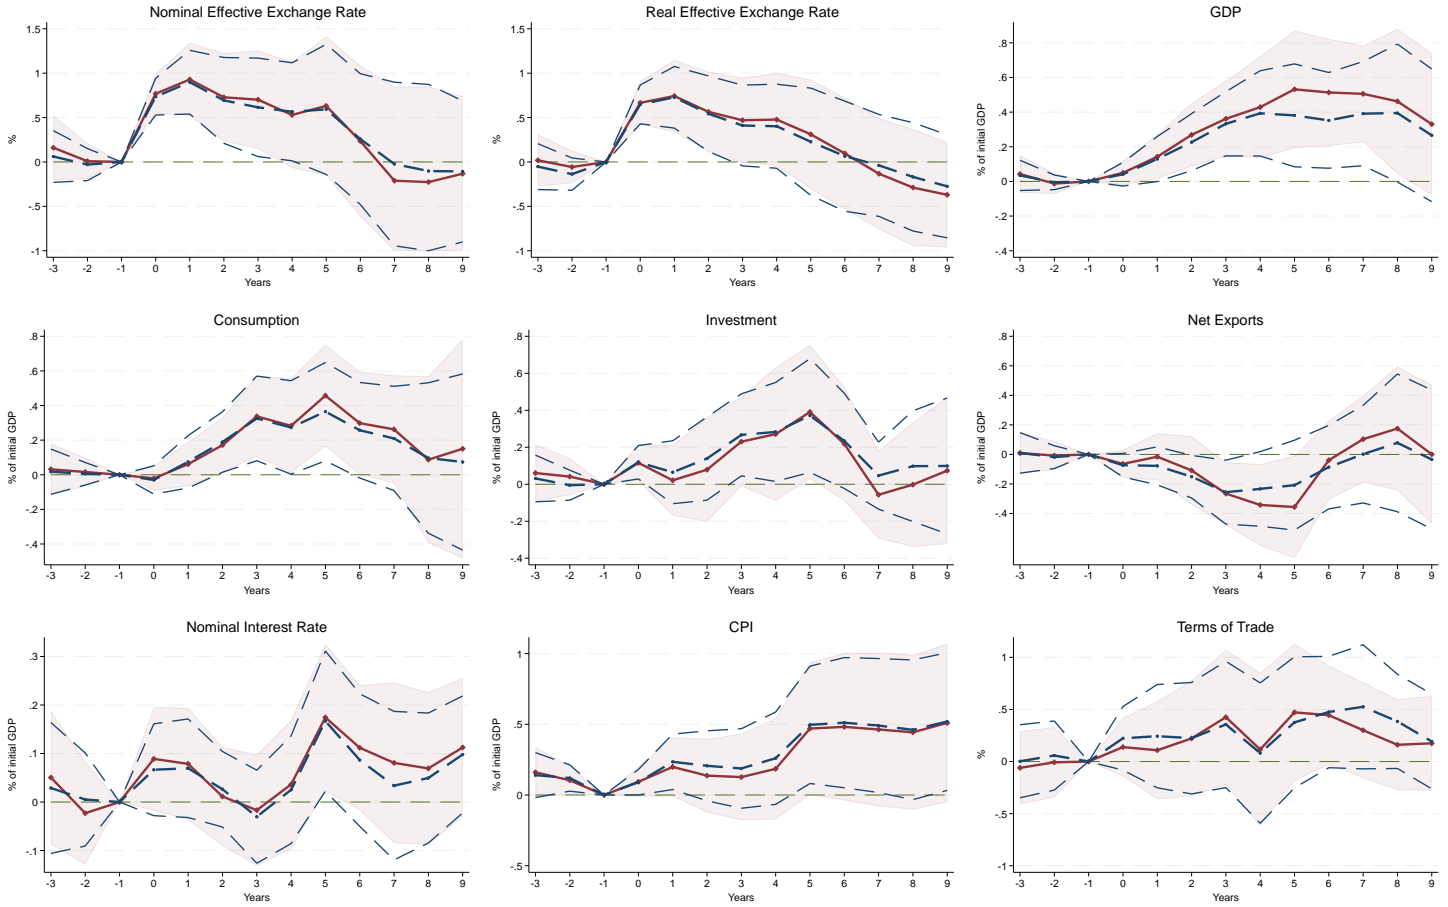 Nominal Effective Exchange Rate
1.5
1
.5
0
-.5
-1
%
-3 -2 -1 0 1 2 3 4 5 6 7 8 9
Years
Real Effective Exchange Rate
1.5
1
.5
0
-.5
-1
%
-3 -2 -1 0 1 2 3 4 5 6 7 8 9
Years
GDP
.8
.6
.4
.2
0
-.2
-.4
% of initial GDP
-3 -2 -1 0 1 2 3 4 5 6 7 8 9
Years
Consumption
.8
.6
.4
.2
0
-.2
-.4
% of initial GDP
-3 -2 -1 0 1 2 3 4 5 6 7 8 9
Years
Investment
.8
.6
.4
.2
0
-.2
-.4
% of initial GDP
-3 -2 -1 0 1 2 3 4 5 6 7 8 9
Years
Net Exports
.8
.6
.4
.2
0
-.2
-.4
% of initial GDP
-3 -2 -1 0 1 2 3 4 5 6 7 8 9
Years
Nominal Interest Rate
.3
.2
.1
0
-.1
% of initial GDP
-3 -2 -1 0 1 2 3 4 5 6 7 8 9
Years
CPI
1
.5
0
-.5
% of initial GDP
-3 -2 -1 0 1 2 3 4 5 6 7 8 9
Years
Terms of Trade
1
.5
0
-.5
-1
%
-3 -2 -1 0 1 2 3 4 5 6 7 8 9
Years